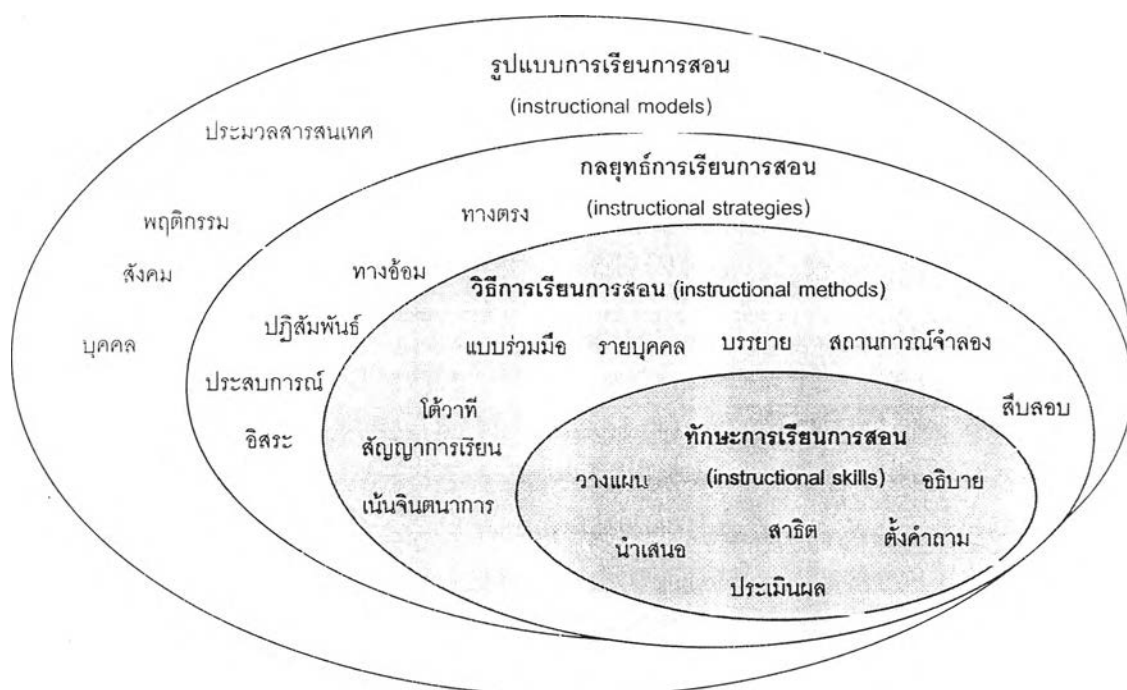 รูปแบบการเรียนการสอน
(instructional models)
ประมวลสารสนเทศ
กลยุทธ์การเรียนการสอน
(instructional strategies)
ทางตรง
พฤติกรรม
ทางอ้อม
สังคม
วิธีการเรียนการสอน (instructional methods)
ปฏิสัมพันธ์
บุคคล
แบบร่วมมือ รายบุคคล บรรยาย สถานการณ์จำลอง
ประสบการณ์
สืบสอบ
โต้วาที
อิสระ
สัญญาการเรียน
ทักษะการเรียนการสอน
(instructional skills)
วางแผน
อธิบาย
เน้นจินตนาการ
สาธิต
ตั้งคำถาม
นำเสนอ
ประเมินผล